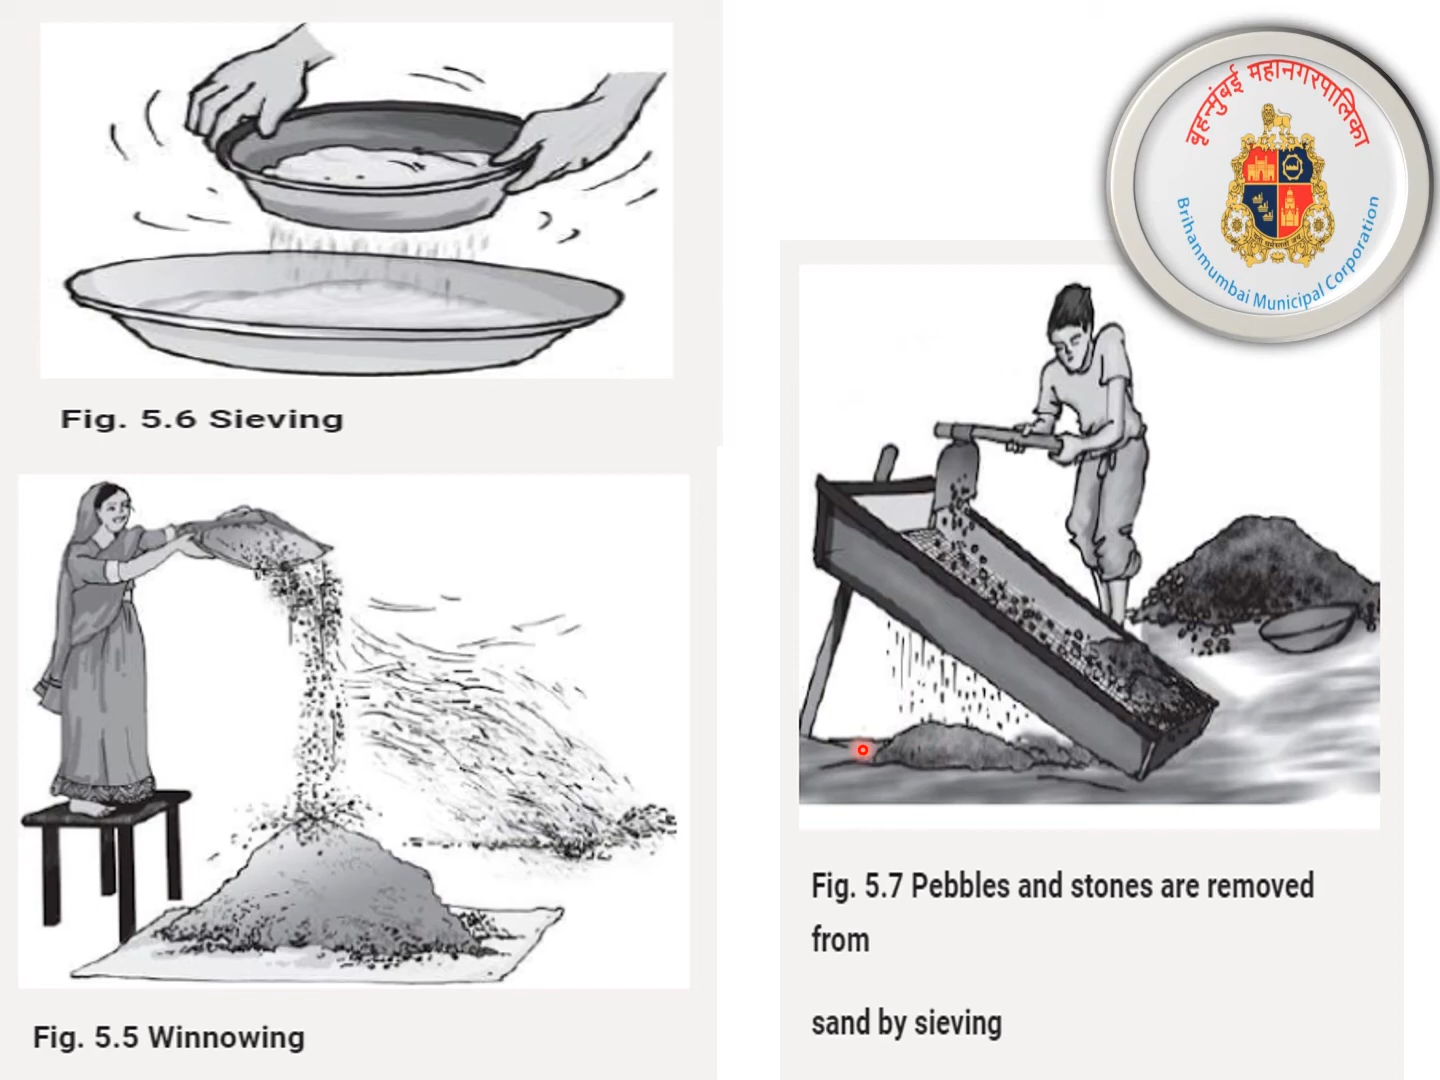 Fig. 5.6 Sieving
Fig. 5.5 Winnowing
बृहन्मुंबई महानगरपालिका
Brihanmumbai Municipal Corporation
Fig. 5.7 Pebbles and stones are removed
from
sand by sieving